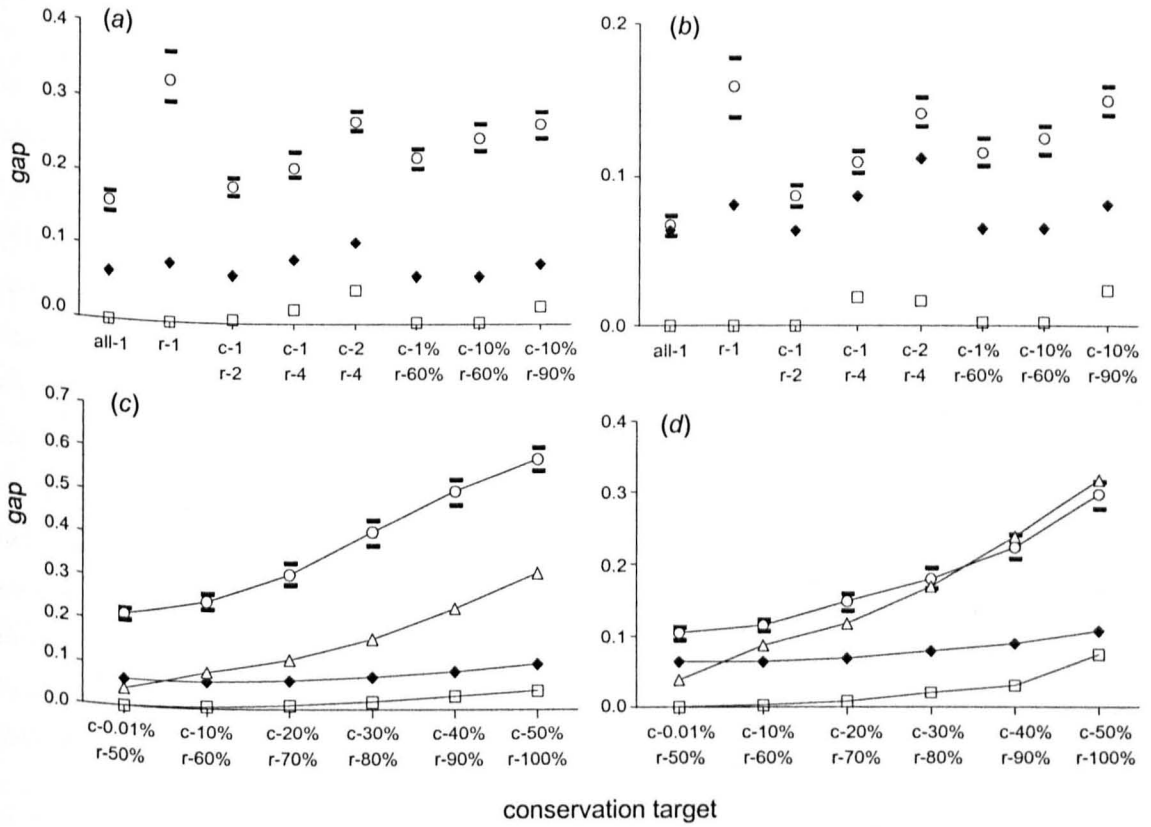 (a)
0.4
0.3
0.2
0.1
0.0
gap
all-1 r-1 c-1 c-1 c-2 c-1% c-10% c-10%
r-2 r-4 r-4 r-60% r-60% r-90%
(b)
0.2
0.1
0.0
all-1 r-1 c-1 c-1 c-2 c-1% c-10% c-10%
r-2 r-4 r-4 r-60% r-60% r-90%
(c)
0.7
0.6
0.5
0.4
0.3
0.2
0.1
0.0
gap
c-0.01% c-10% c-20% c-30% c-40% c-50%
r-50% r-60% r-70% r-80% r-90% r-100%
(d)
0.4
0.3
0.2
0.1
0.0
c-0.01% c-10% c-20% c-30% c-40% c-50%
r-50% r-60% r-70% r-80% r-90% r-100%
conservation target